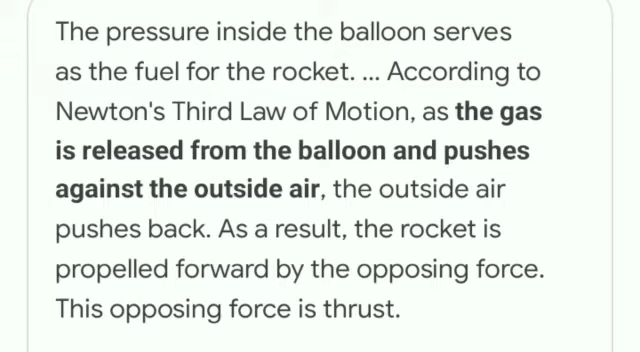 The pressure inside the balloon serves
as the fuel for the rocket. ... According to
Newton's Third Law of Motion, as the gas
is released from the balloon and pushes
against the outside air, the outside air
pushes back. As a result, the rocket is
propelled forward by the opposing force.
This opposing force is thrust.